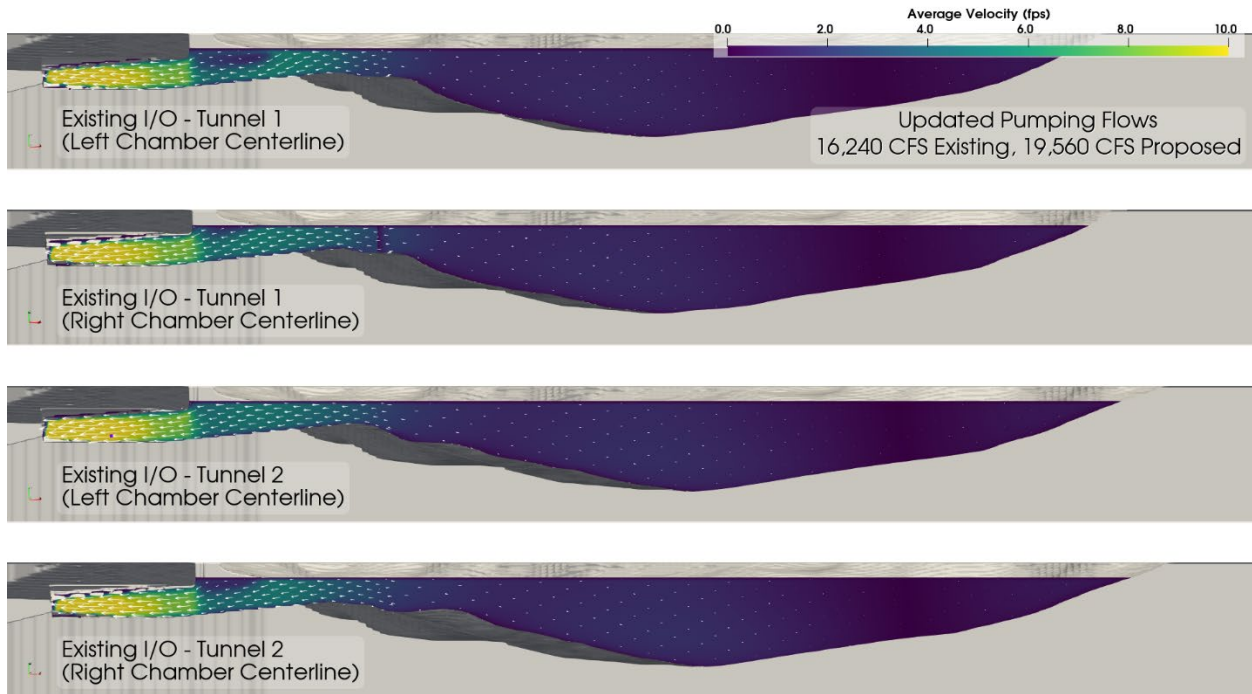 Average Velocity (fps)
0.0 2.0 4.0 6.0 8.0 10.0
Existing I/O - Tunnel 1
(Left Chamber Centerline)
Updated Pumping Flows
16,240 CFS Existing, 19,560 CFS Proposed
Existing I/O - Tunnel 1
(Right Chamber Centerline)
Existing I/O - Tunnel 2
(Left Chamber Centerline)
Existing I/O - Tunnel 2
(Right Chamber Centerline)